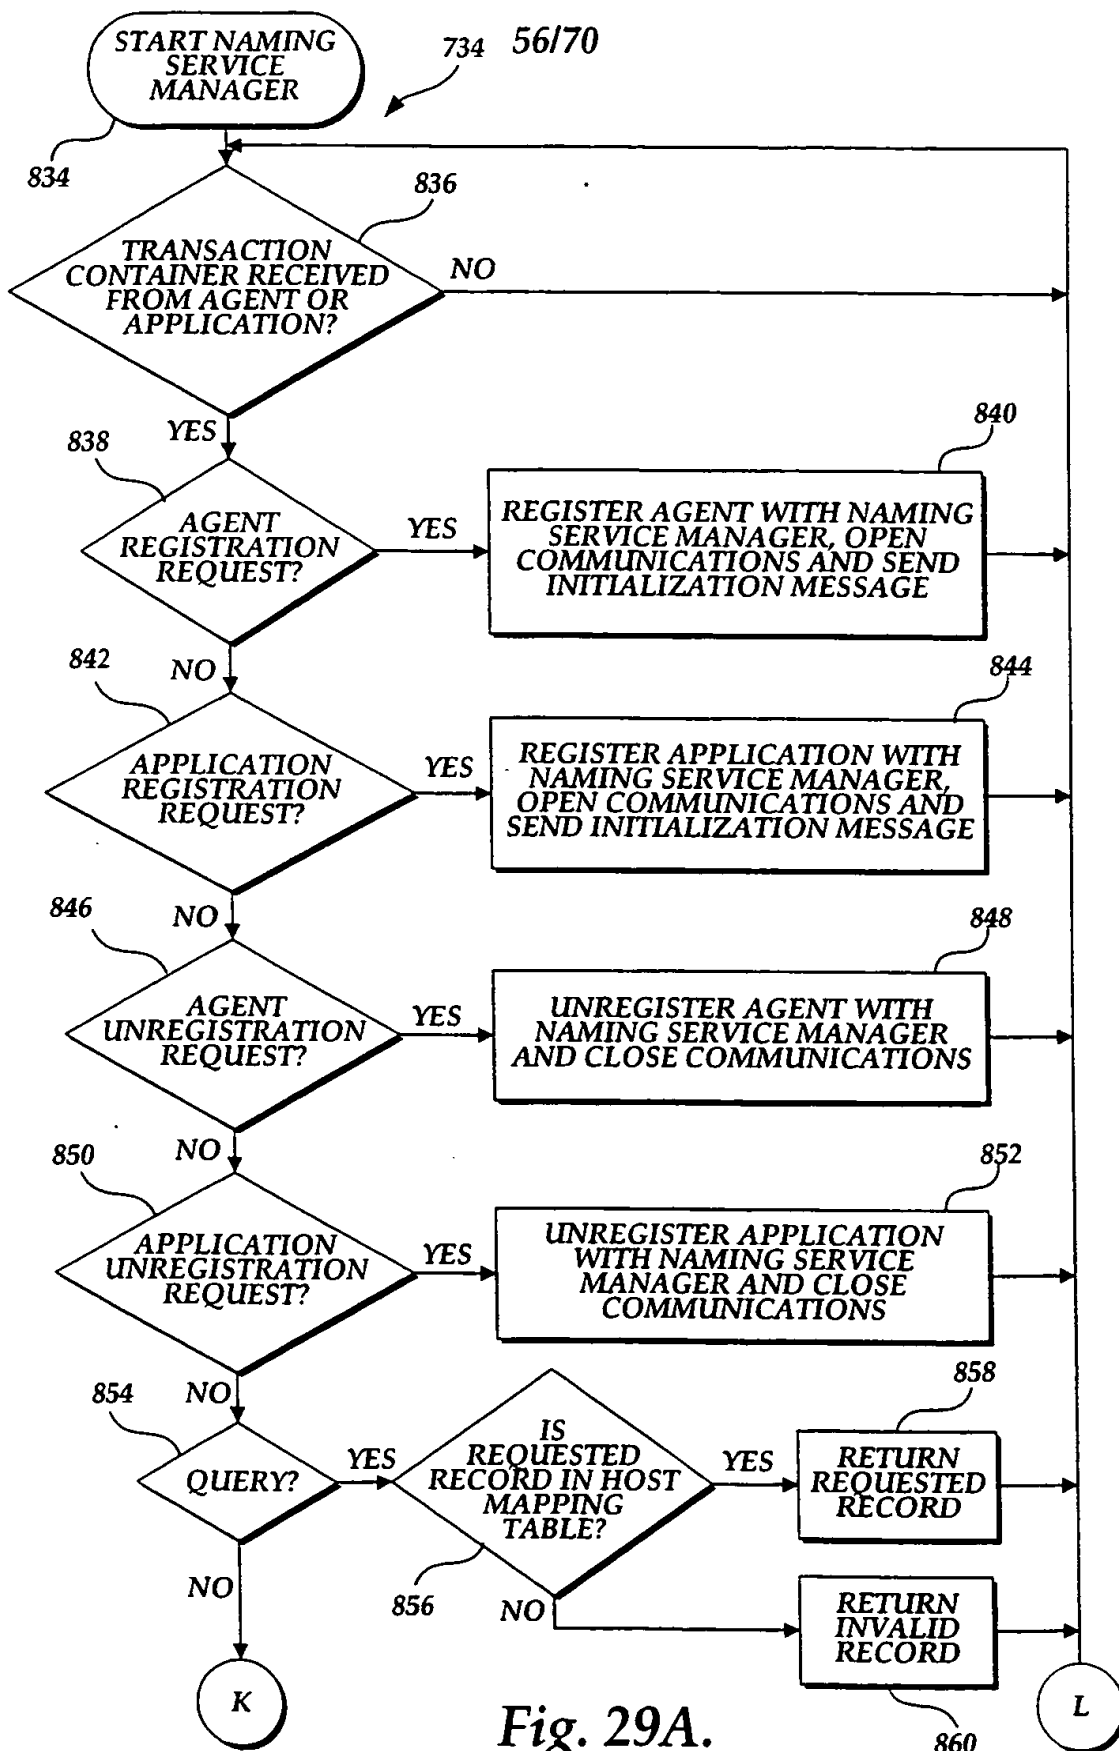 START NAMING
SERVICE
MANAGER
734 56/70
834
836
TRANSACTION
CONTAINER RECEIVED
FROM AGENT OR
APPLICATION?
NO
YES
838
840
AGENT
REGISTRATION
REQUEST?
YES
REGISTER AGENT WITH NAMING
SERVICE MANAGER, OPEN
COMMUNICATIONS AND SEND
INITIALIZATION MESSAGE
NO
842
844
APPLICATION
REGISTRATION
REQUEST?
YES
REGISTER APPLICATION WITH
NAMING SERVICE MANAGER,
OPEN COMMUNICATIONS AND
SEND INITIALIZATION MESSAGE
NO
846
848
AGENT
UNREGISTRATION
REQUEST?
YES
UNREGISTER AGENT WITH
NAMING SERVICE MANAGER
AND CLOSE COMMUNICATIONS
NO
850
852
APPLICATION
UNREGISTRATION
REQUEST?
YES
UNREGISTER APPLICATION
WITH NAMING SERVICE
MANAGER AND CLOSE
COMMUNICATIONS
NO
854
858
QUERY?
YES
IS
REQUESTED
RECORD IN HOST
MAPPING
TABLE?
YES
RETURN
REQUESTED
RECORD
NO
856
NO
RETURN
INVALID
RECORD
K
L
860
Fig. 29A.